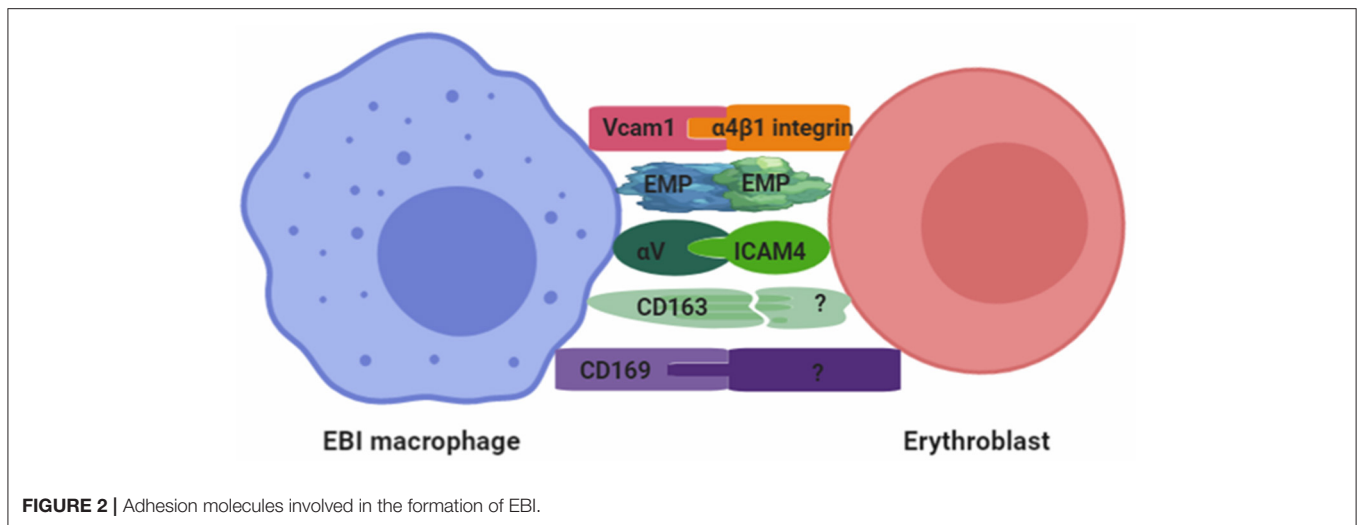 Vcam1 α4β1 integrin
EMP EMP
αV ICAM4
CD163 ?
CD169 ?
EBI macrophage Erythroblast
FIGURE 2 | Adhesion molecules involved in the formation of EBI.